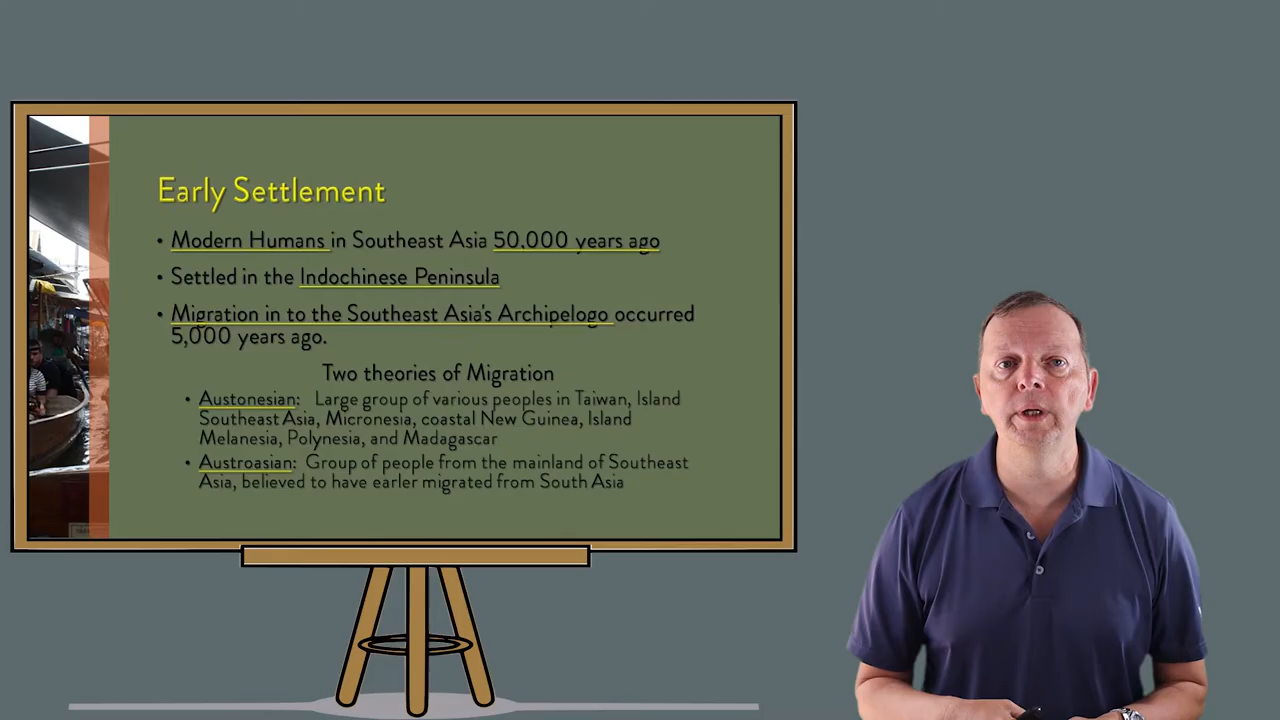 Early Settlement
• Modern Humans in Southeast Asia 50,000 years ago
• Settled in the Indochinese Peninsula
• Migration in to the Southeast Asia's Archipelogo occurred
5,000 years ago.
Two theories of Migration
• Austonesian: Large group of various peoples in Taiwan, Island
Southeast Asia, Micronesia, coastal New Guinea, Island
Melanesia, Polynesia, and Madagascar
• Austroasian: Group of people from the mainland of Southeast
Asia, believed to have earler migrated from South Asia